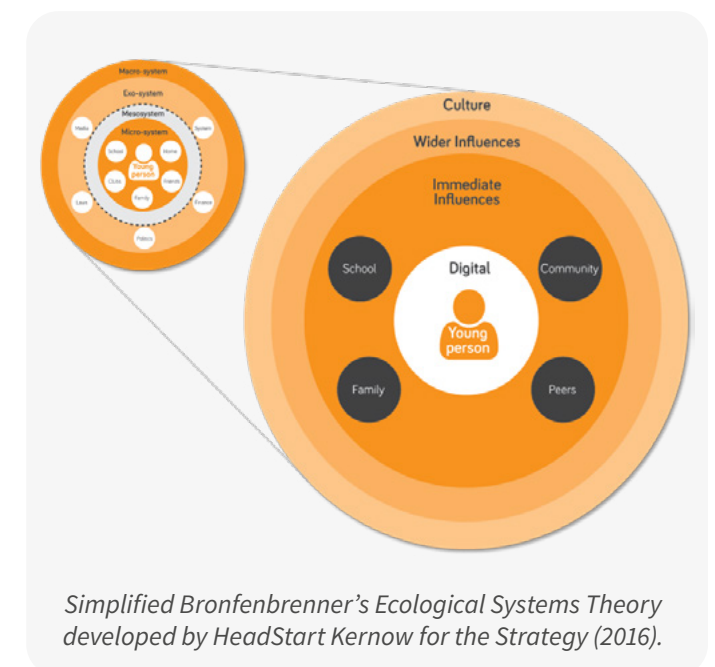 Macro-system
Exo-system
Mesosystem
Micro-system
Media
System
School
Home
Young
person
Clubs
Friends
Family
Laws
Finance
Politics
Culture
Wider Influences
Immediate
Influences
School
Digital
Community
Young
person
Family
Peers
Simplified Bronfenbrenner’s Ecological Systems Theory
developed by HeadStart Kernow for the Strategy (2016).